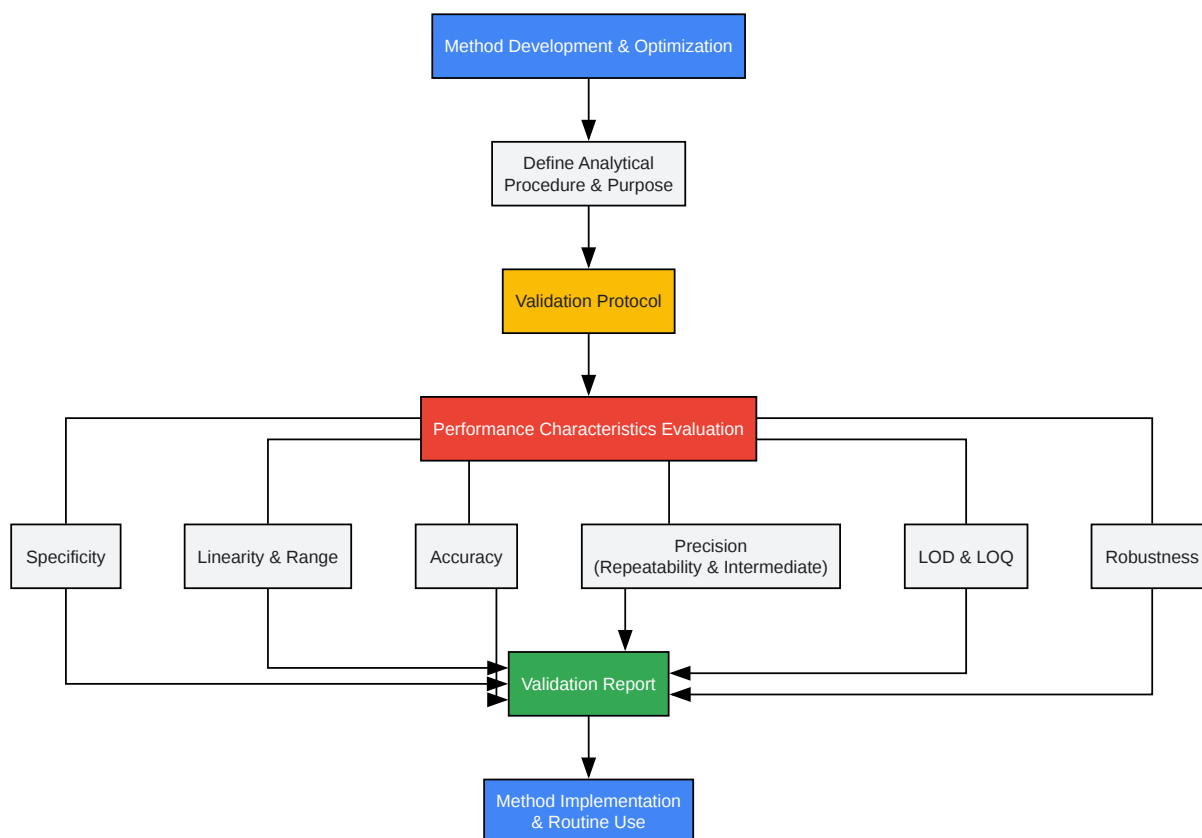 Method Development & Optimization
Define Analytical
Procedure & Purpose
Validation Protocol
Performance Characteristics Evaluation
Specificity
Linearity & Range
Accuracy
Precision
(Repeatability & Intermediate)
LOD & LOQ
Robustness
Validation Report
Method Implementation
& Routine Use